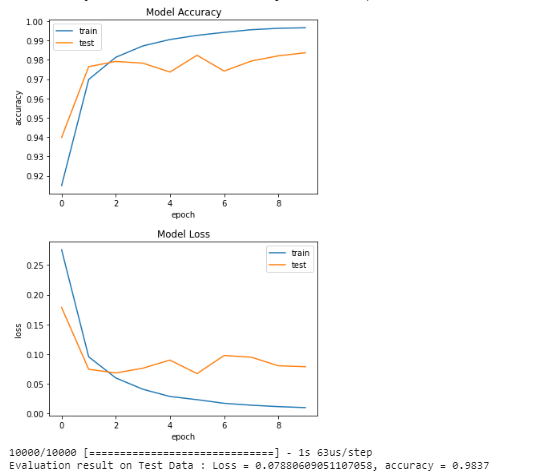 Model Accuracy
1.00
0.99
0.98
0.97
0.96
0.95
0.94
0.93
0.92
accuracy
train
test
0 2 4 6 8
epoch
Model Loss
0.25
0.20
0.15
0.10
0.05
0.00
loss
train
test
0 2 4 6 8
epoch
10000/10000 [==============================] - 1s 63us/step
Evaluation result on Test Data : Loss = 0.07880609051107058, accuracy = 0.9837